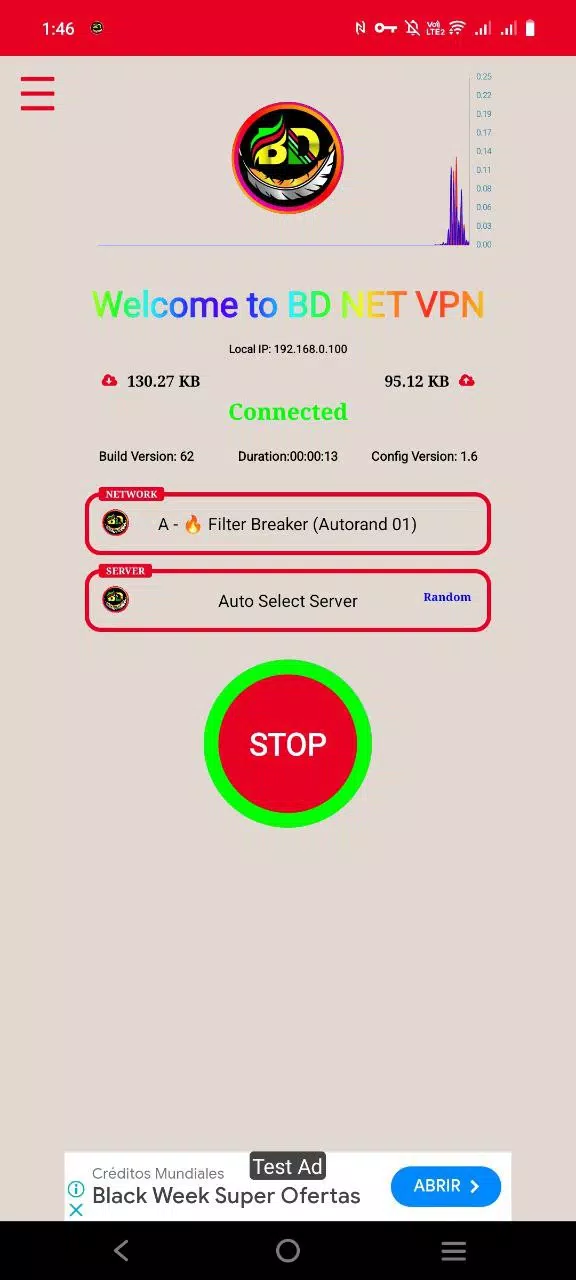 1:46
Vo))
LTE2
0.25
0.22
0.19
0.17
0.14
0.11
0.08
0.06
0.03
0.00
BD
Welcome to BD NET VPN
Local IP: 192.168.0.100
130.27 KB
95.12 KB
Connected
Build Version: 62
Duration:00:00:13
Config Version: 1.6
NETWORK
A - 🔥 Filter Breaker (Autorand 01)
SERVER
Auto Select Server
Random
STOP
Test Ad
Créditos Mundiales
Black Week Super Ofertas
ABRIR